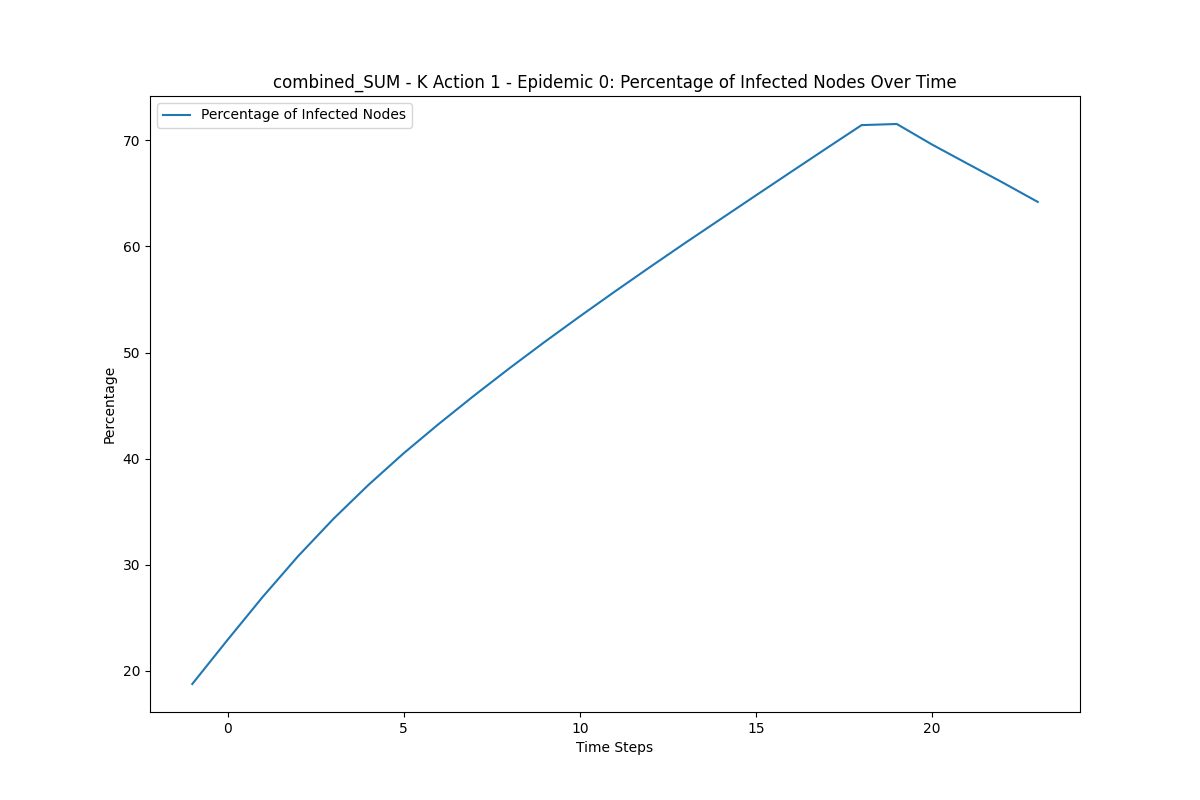 combined_SUM - K Action 1 - Epidemic 0: Percentage of Infected Nodes Over Time
Percentage of Infected Nodes
70
60
50
40
30
20
Percentage
0 5 10 15 20
Time Steps